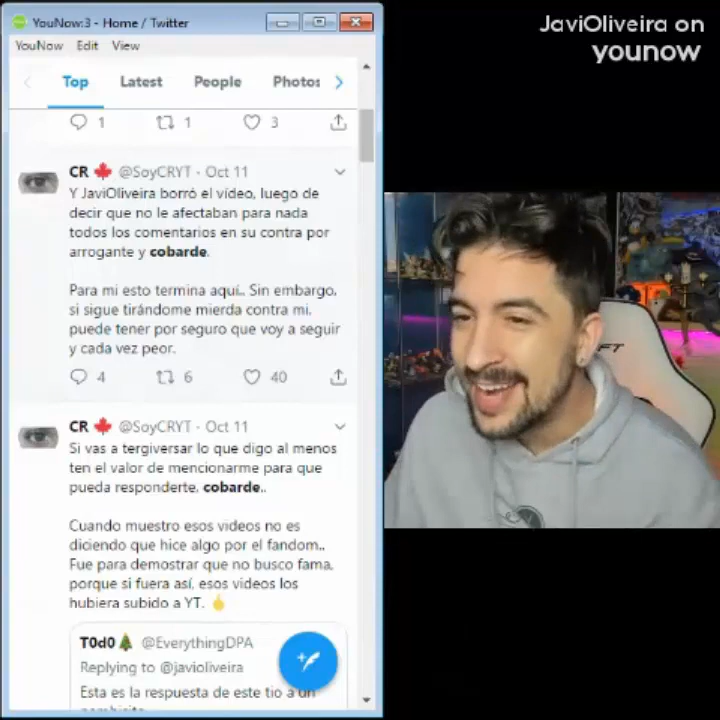 YouNow:3 - Home / Twitter
JaviOliveira on
younow
YouNow Edit View
Top Latest People Photos
1 1 3
CR @SoyCRYT · Oct 11
Y JaviOliveira borró el vídeo, luego de
decir que no le afectaban para nada
todos los comentarios en su contra por
arrogante y cobarde.
Para mi esto termina aquí.. Sin embargo,
si sigue tirándome mierda contra mi,
puede tener por seguro que voy a seguir
y cada vez peor.
4 6 40
CR @SoyCRYT · Oct 11
Si vas a tergiversar lo que digo al menos
ten el valor de mencionarme para que
pueda responderte, cobarde..
Cuando muestro esos videos no es
diciendo que hice algo por el fandom..
Fue para demostrar que no busco fama,
porque si fuera así, esos videos los
hubiera subido a YT.
T0d0 @EverythingDPA
Replying to @javioliveira
Esta es la respuesta de este tio a un